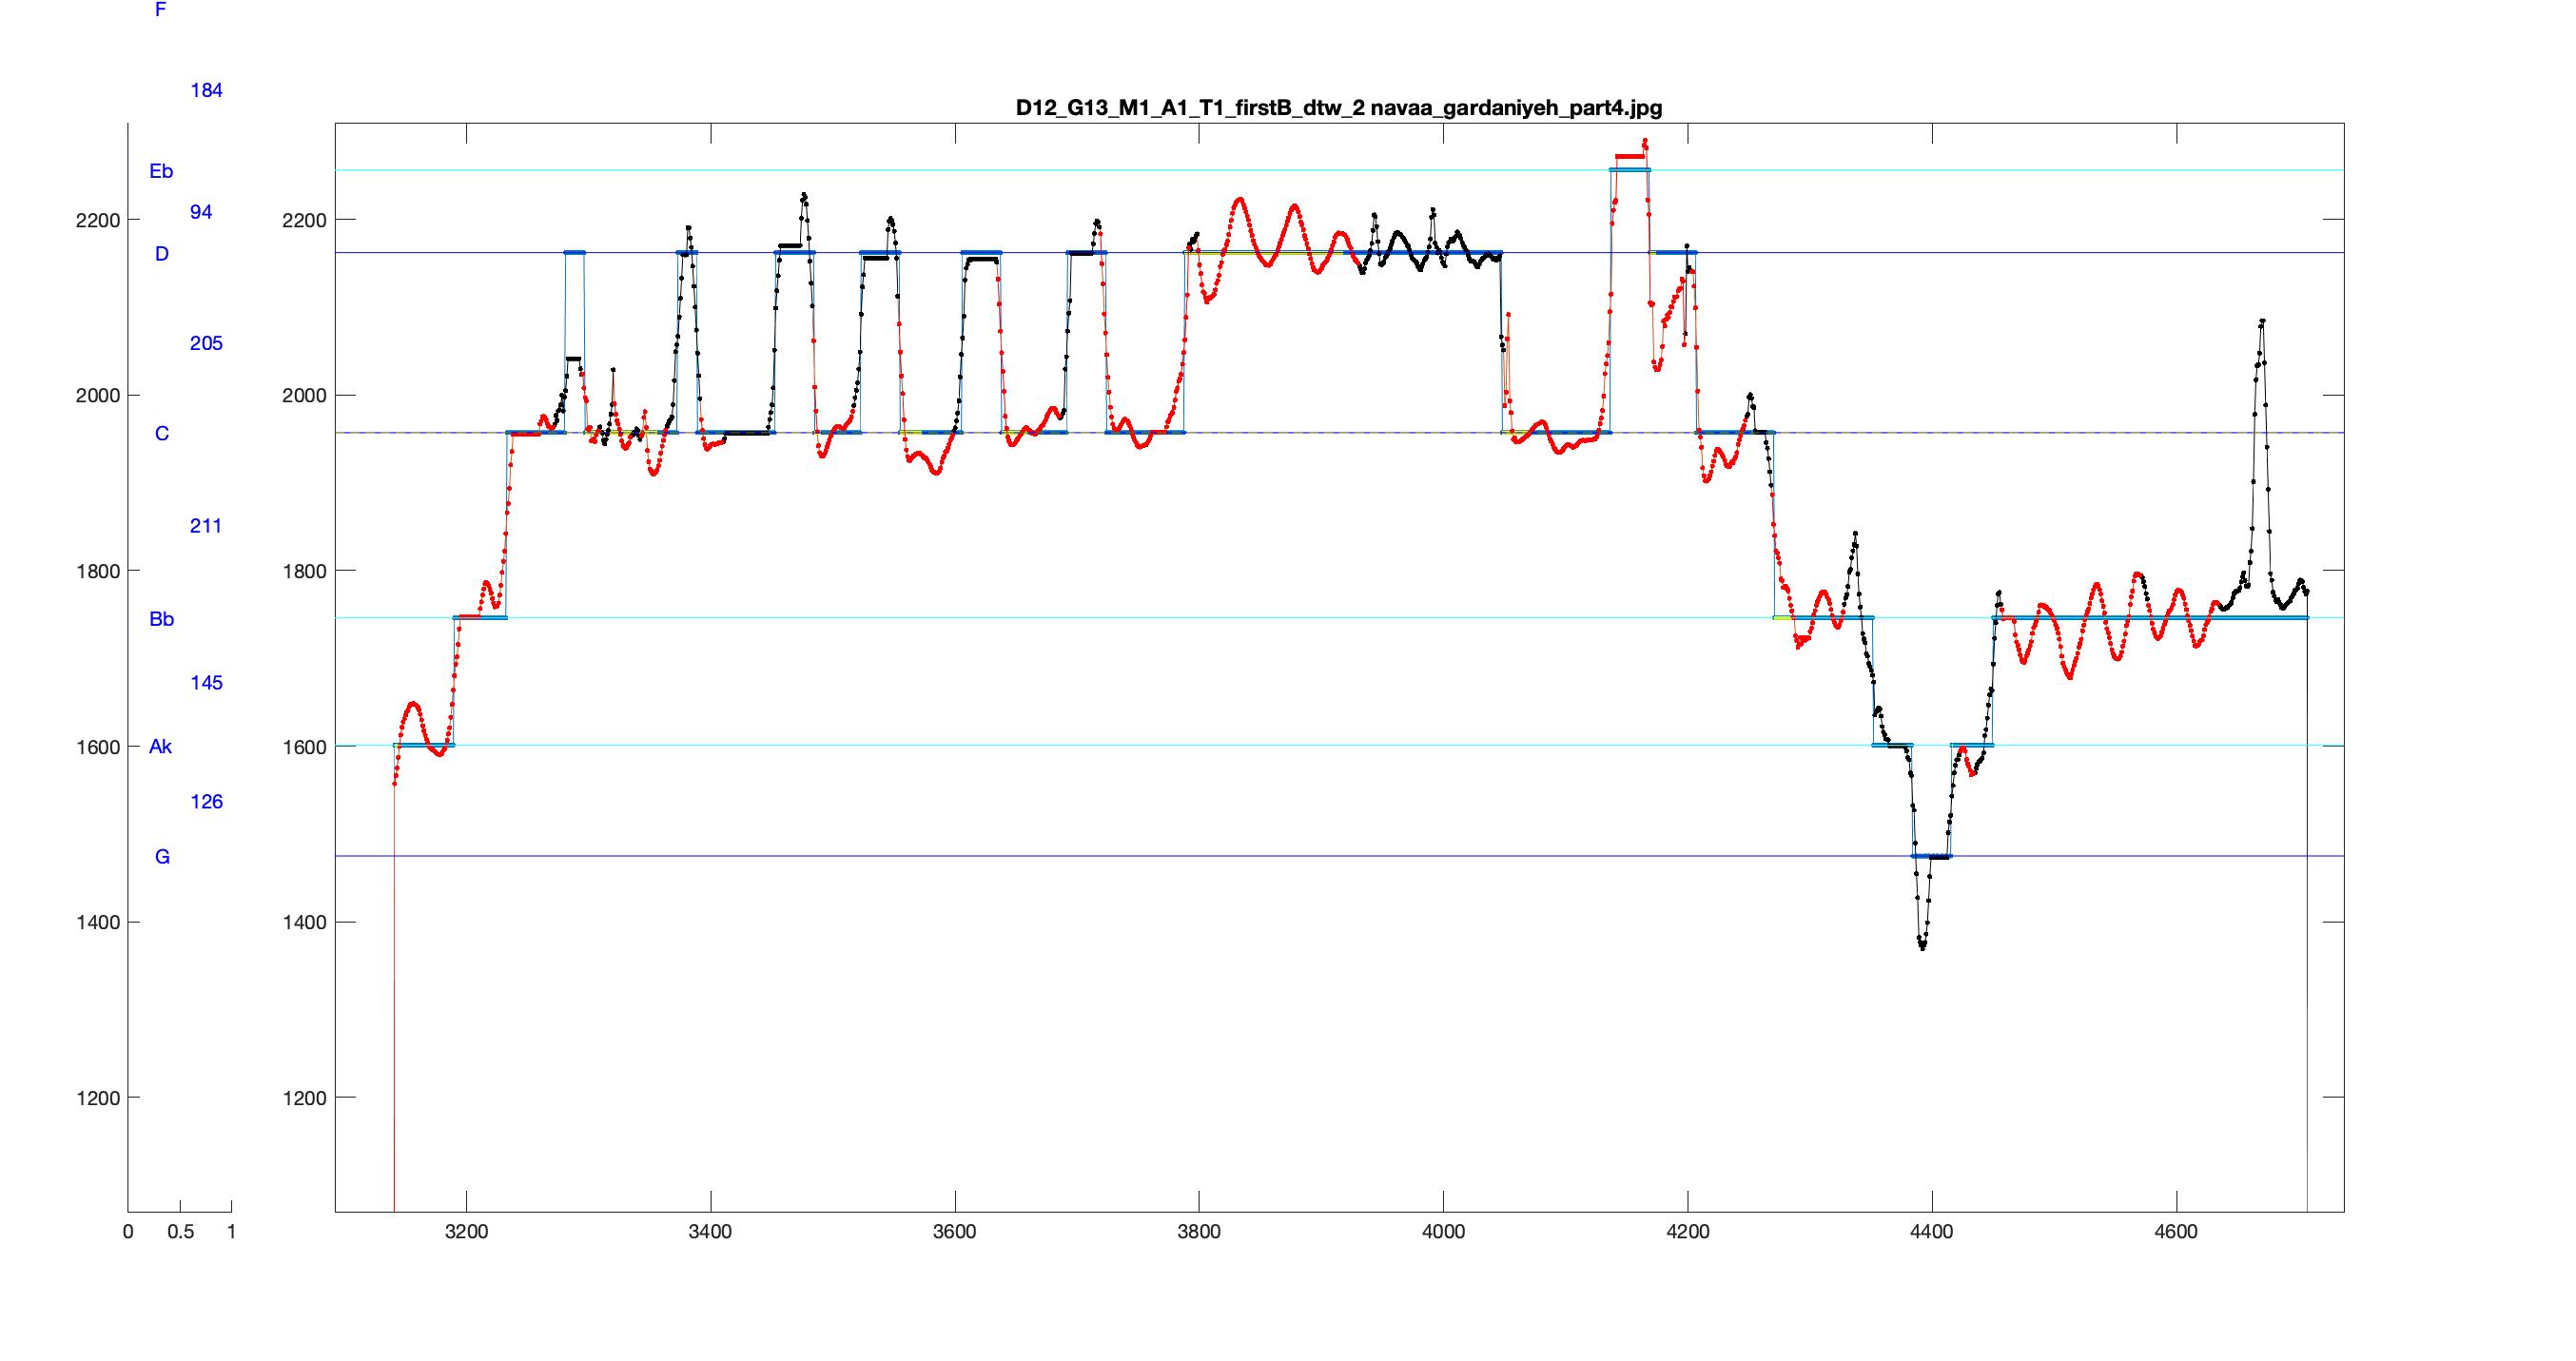 F
184
D12_G13_M1_A1_T1_firstB_dtw_2 navaa_gardaniyeh_part4.jpg
Eb
2200 94 2200
D
205
2000 2000
C
211
1800 1800
Bb
145
1600 Ak 1600
126
G
1400 1400
1200 1200
0 0.5 1 3200 3400 3600 3800 4000 4200 4400 4600